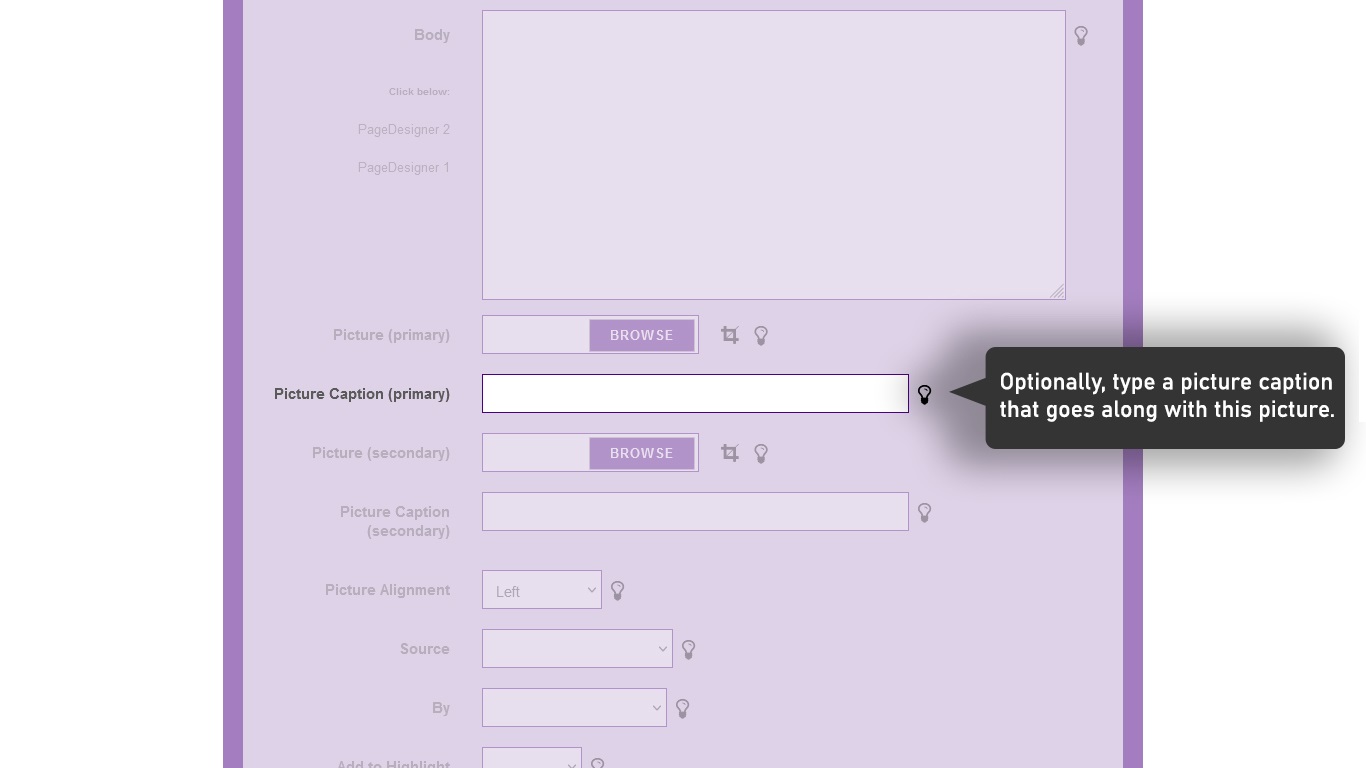 Body
Click below:
PageDesigner 2
PageDesigner 1
Picture (primary)
BROWSE
Picture Caption (primary)
Optionally, type a picture caption
that goes along with this picture.
Picture (secondary)
BROWSE
Picture Caption
(secondary)
Picture Alignment
Left
Source
By
Add to Highlight